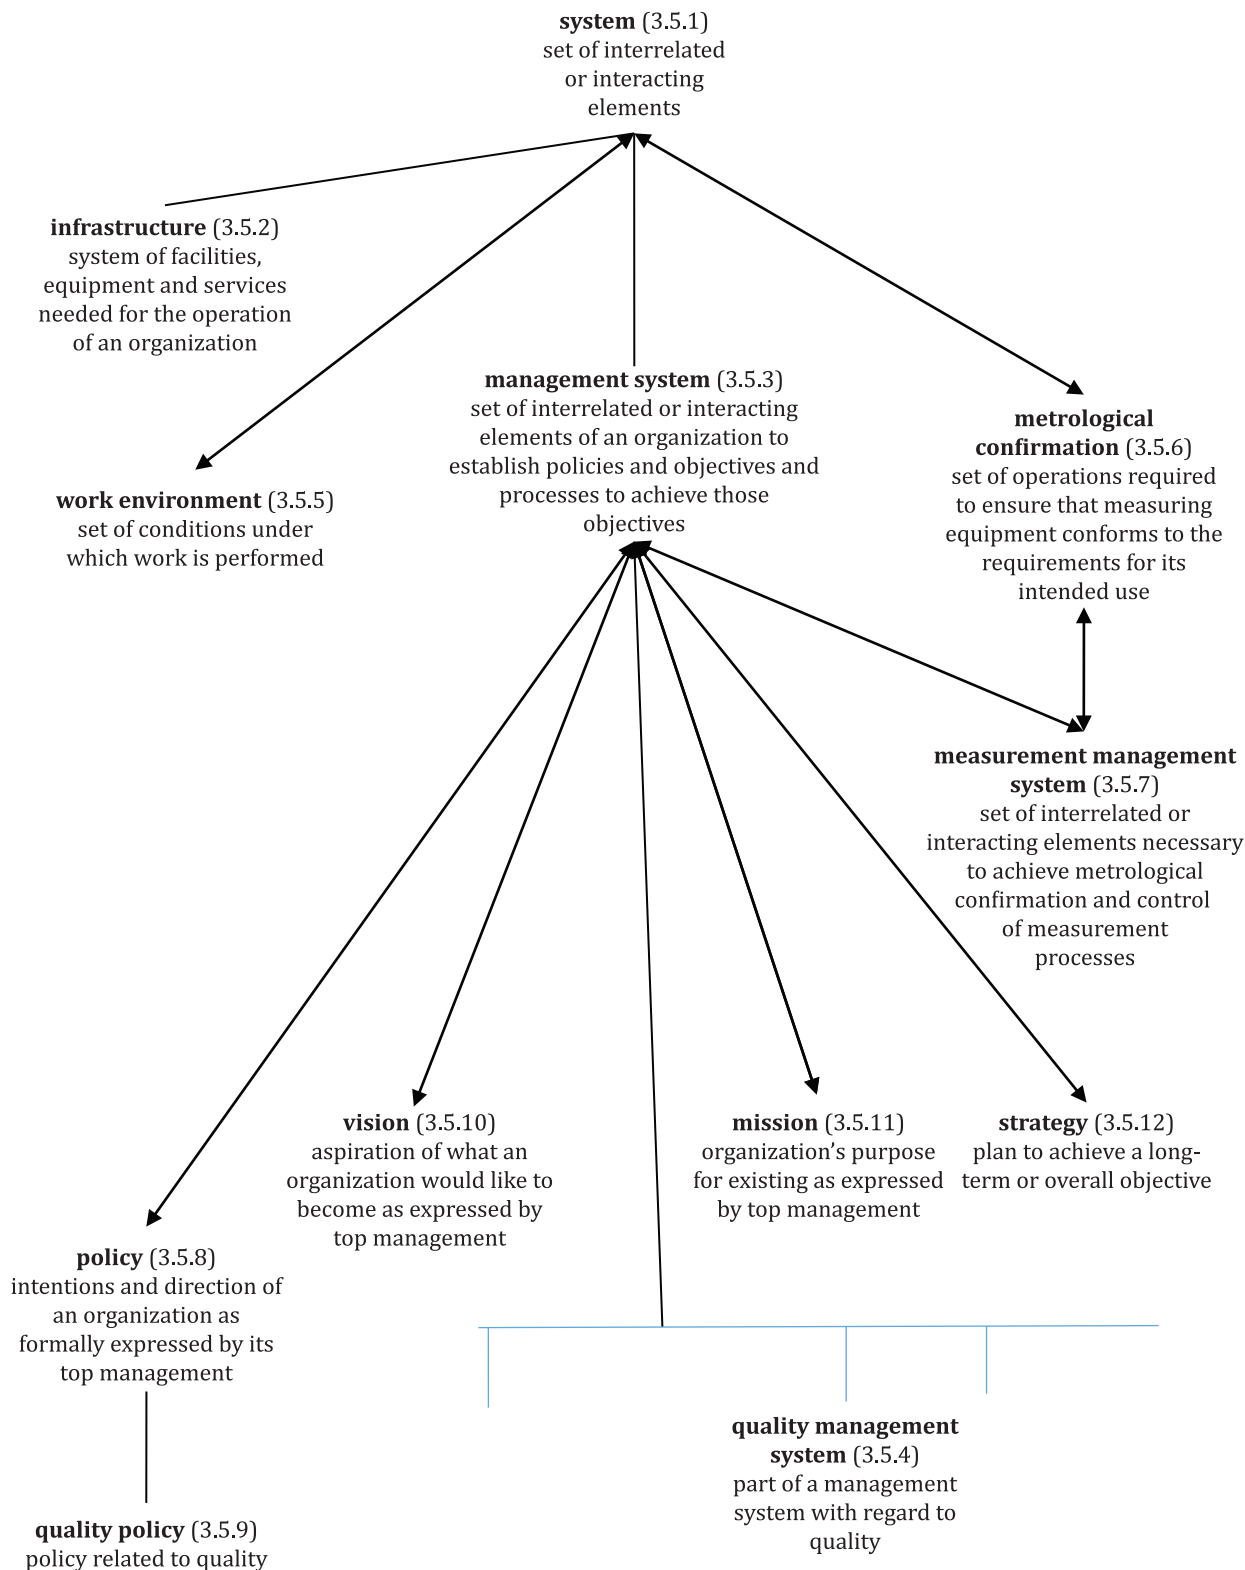 system (3.5.1)
set of interrelated
or interacting
elements
infrastructure (3.5.2)
system of facilities,
equipment and services
needed for the operation
of an organization
management system (3.5.3)
set of interrelated or interacting
elements of an organization to
establish policies and objectives and
processes to achieve those
objectives
metrological
confirmation (3.5.6)
set of operations required
to ensure that measuring
equipment conforms to the
requirements for its
intended use
work environment (3.5.5)
set of conditions under
which work is performed
measurement management
system (3.5.7)
set of interrelated or
interacting elements necessary
to achieve metrological
confirmation and control
of measurement
processes
vision (3.5.10)
aspiration of what an
organization would like to
become as expressed by
top management
mission (3.5.11)
organization’s purpose
for existing as expressed
by top management
strategy (3.5.12)
plan to achieve a long-
term or overall objective
policy (3.5.8)
intentions and direction of
an organization as
formally expressed by its
top management
quality management
system (3.5.4)
part of a management
system with regard to
quality
quality policy (3.5.9)
policy related to quality